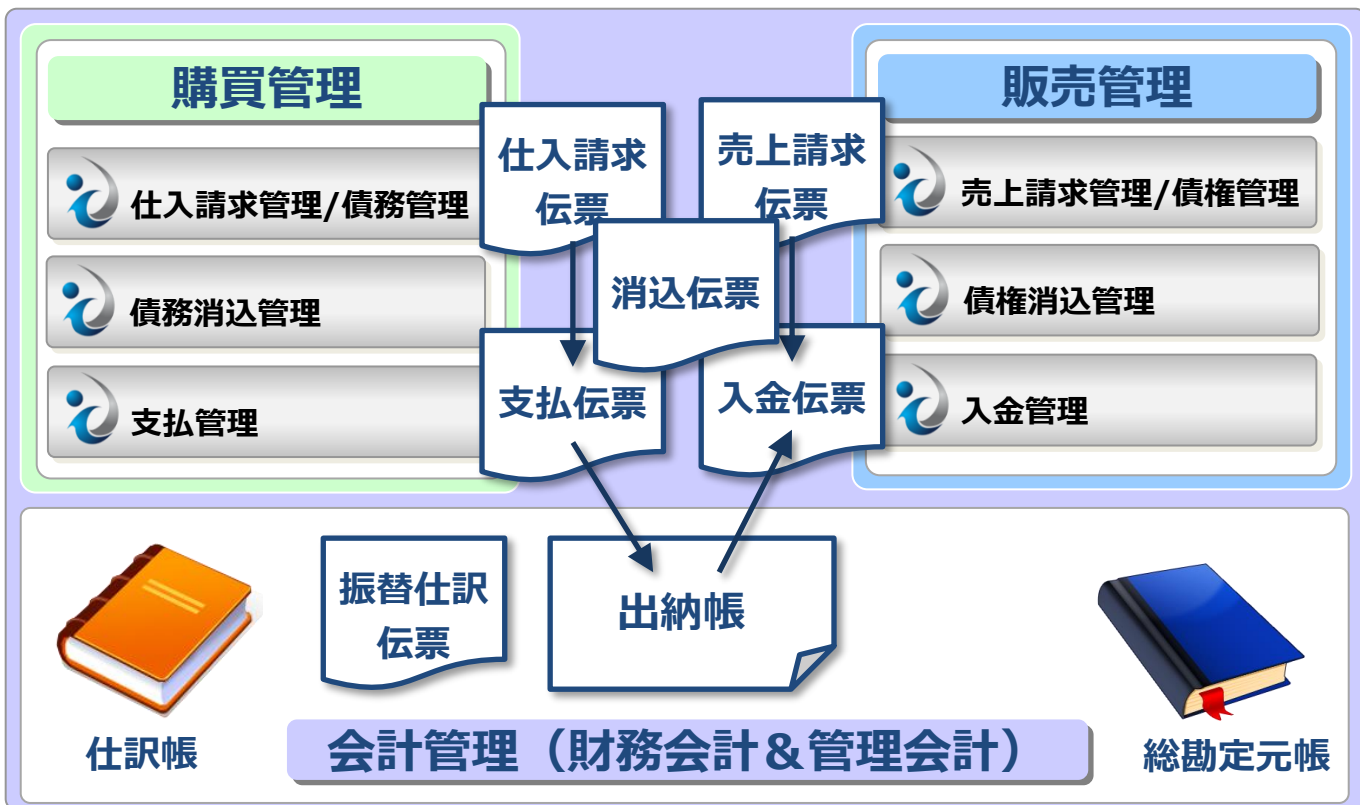 購買管理
販売管理
仕入請求
伝票
売上請求
伝票
仕入請求管理/債務管理
売上請求管理/債権管理
消込伝票
債務消込管理
債権消込管理
支払伝票
入金伝票
支払管理
入金管理
振替仕訳
伝票
出納帳
仕訳帳
会計管理（財務会計＆管理会計）
総勘定元帳